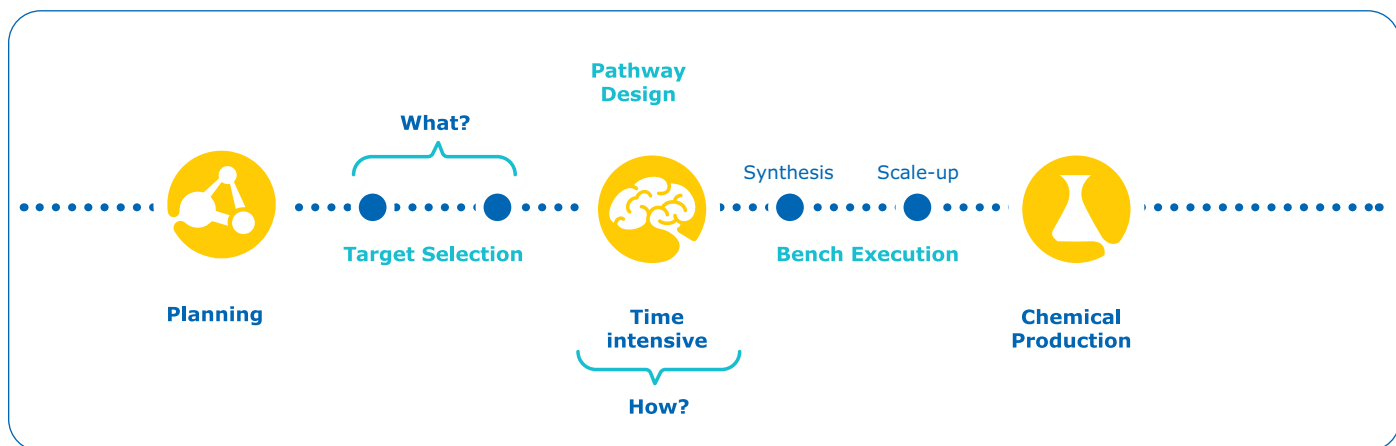 Pathway
Design
What?
Synthesis
Scale-up
Target Selection
Bench Execution
Planning
Time
intensive
Chemical
Production
How?